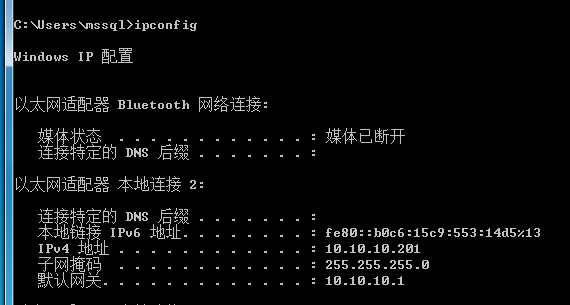 C:\Users\mssql>ipconfig
Windows IP 配置
以太网适配器 Bluetooth 网络连接:
媒体状态 . . . . . . . . . . . . : 媒体已断开
连接特定的 DNS 后缀 . . . . . . . :
以太网适配器 本地连接 2:
连接特定的 DNS 后缀 . . . . . . . :
本地链接 IPv6 地址. . . . . . . . : fe80::b0c6:15c9:553:14d5%13
IPv4 地址 . . . . . . . . . . . . : 10.10.10.201
子网掩码 . . . . . . . . . . . . : 255.255.255.0
默认网关. . . . . . . . . . . . . : 10.10.10.1